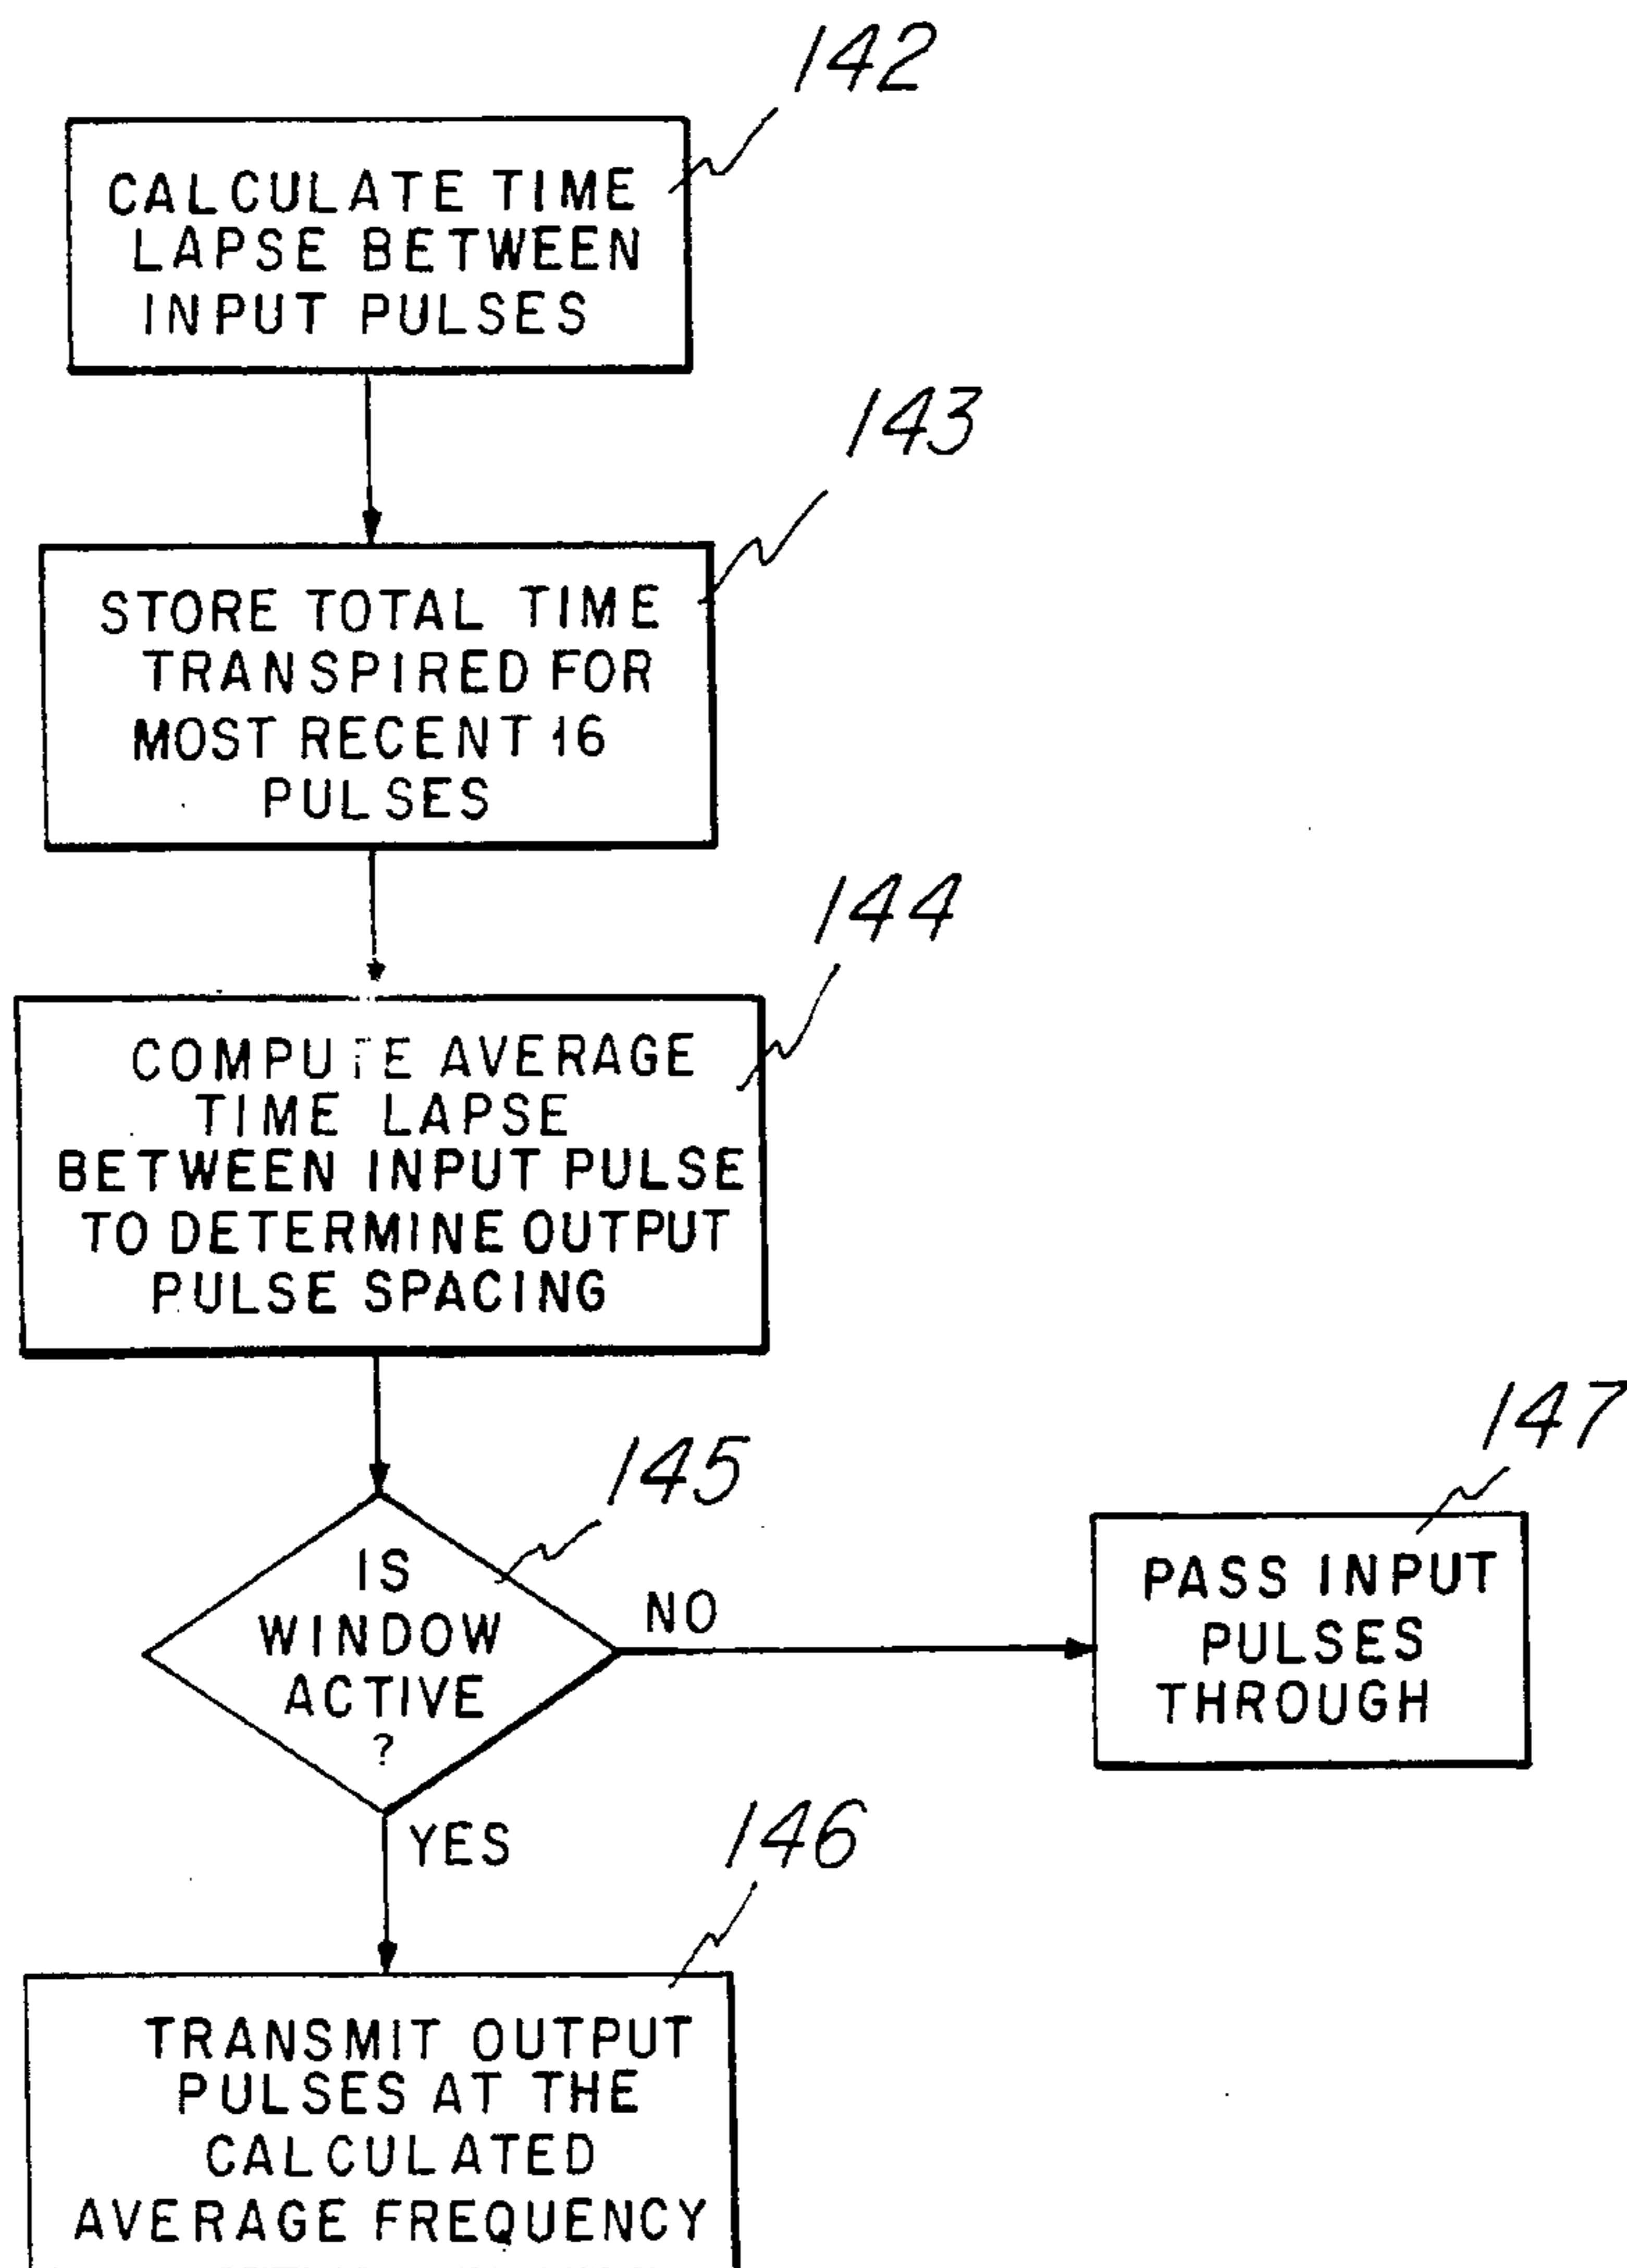 142
CALCULATE TIME
LAPSE BETWEEN
INPUT PULSES
143
STORE TOTAL TIME
TRANSPIRED FOR
MOST RECENT 16
PULSES
144
COMPUTE AVERAGE
TIME LAPSE
BETWEEN INPUT PULSE
TO DETERMINE OUTPUT
PULSE SPACING
145
IS
WINDOW
ACTIVE
?
NO
147
PASS INPUT
PULSES
THROUGH
YES
146
TRANSMIT OUTPUT
PULSES AT THE
CALCULATED
AVERAGE FREQUENCY